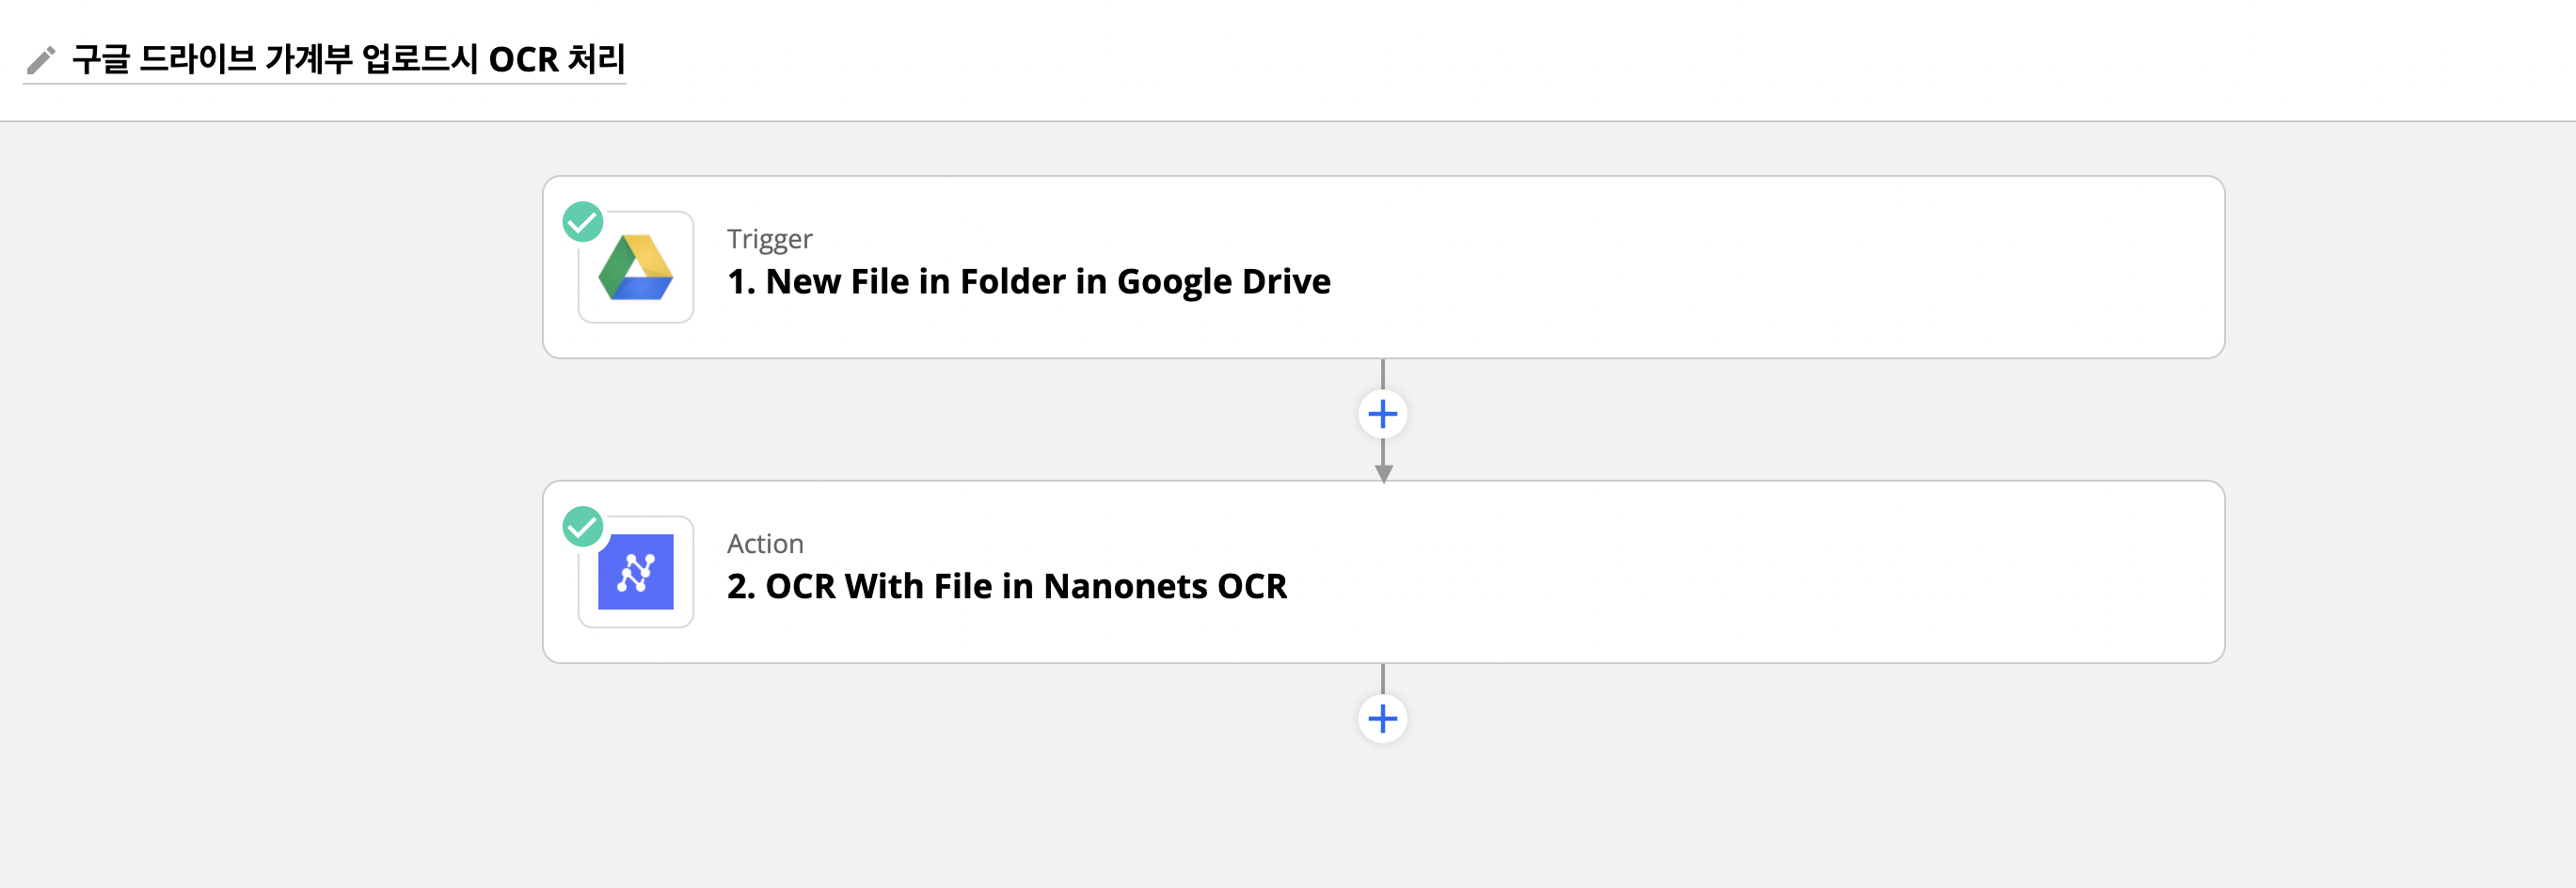 구글 드라이브 가계부 업로드시 OCR 처리
Trigger
1. New File in Folder in Google Drive
Action
2. OCR With File in Nanonets OCR